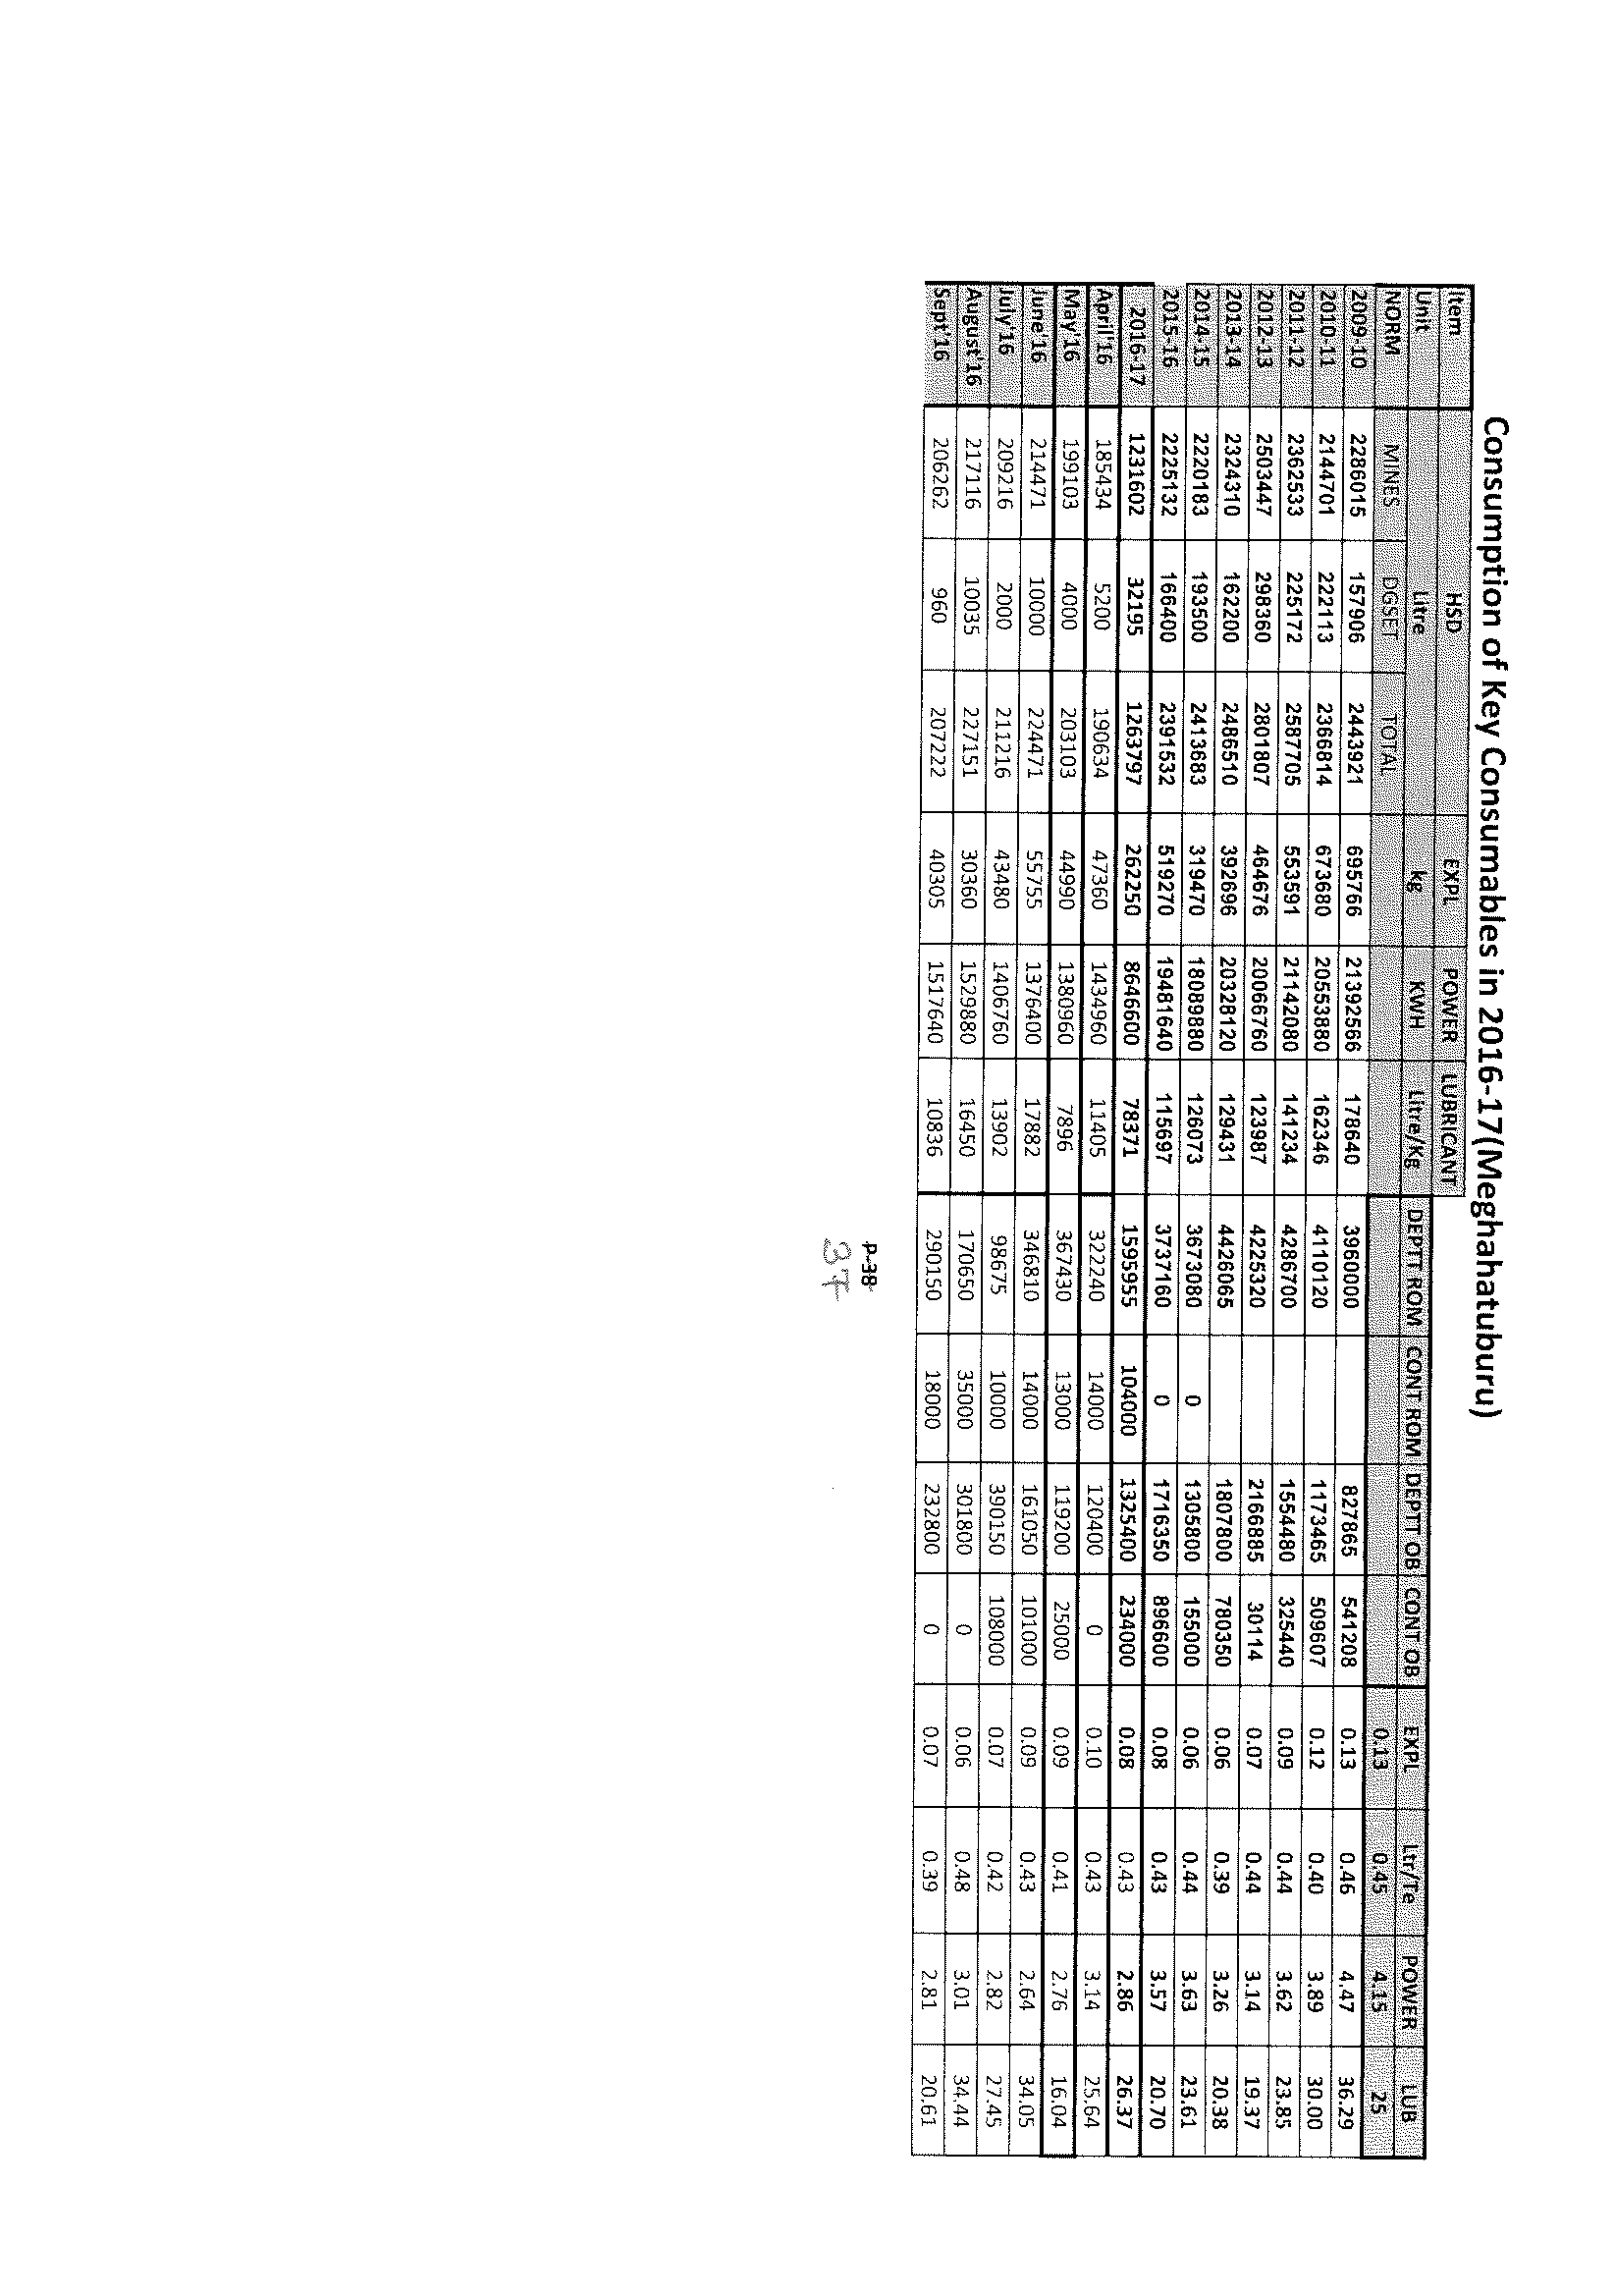 Consumption of Key Consumables in 2016-17(Meghahatuburu)
Item HSD EXPL POWER LUBRICANT
Unit Litre kg KWH Litre/Kg DEPTT ROM CONT ROM DEPTT OB CONT OB EXPL Ltr/Te POWER LUB
NORM MINES DGSET TOTAL 0.13 0.45 4.15 25
2009-10 2286015 157906 2443921 695766 21392566 178640 3960000 827865 541208 0.13 0.46 4.47 36.29
2010-11 2144701 222113 2366814 673680 20553880 162346 4110120 1173465 509607 0.12 0.40 3.89 30.00
2011-12 2362533 225172 2587705 553591 21142080 141234 4286700 1554480 325440 0.09 0.44 3.62 23.85
2012-13 2503447 298360 2801807 464676 20066760 123987 4225320 2166885 30114 0.07 0.44 3.14 19.37
2013-14 2324310 162200 2486510 392696 20328120 129431 4426065 1807800 780350 0.06 0.39 3.26 20.38
2014-15 2220183 193500 2413683 319470 18089880 126073 3673080 0 1305800 155000 0.06 0.44 3.63 23.61
2015-16 2225132 166400 2391532 519270 19481640 115697 3737160 0 1716350 896600 0.08 0.43 3.57 20.70
2016-17 1231602 32195 1263797 262250 8646600 78371 1595955 104000 1325400 234000 0.08 0.43 2.86 26.37
April'16 185434 5200 190634 47360 1434960 11405 322240 14000 120400 0 0.10 0.43 3.14 25.64
May'16 199103 4000 203103 44990 1380960 7896 367430 13000 119200 25000 0.09 0.41 2.76 16.04
June'16 214471 10000 224471 55755 1376400 17882 346810 14000 161050 101000 0.09 0.43 2.64 34.05
July'16 209216 2000 211216 43480 1406760 13902 98675 10000 390150 108000 0.07 0.42 2.82 27.45
August'16 217116 10035 227151 30360 1529880 16450 170650 35000 301800 0 0.06 0.48 3.01 34.44
Sept'16 206262 960 207222 40305 1517640 10836 290150 18000 232800 0 0.07 0.39 2.81 20.61
P-38
37